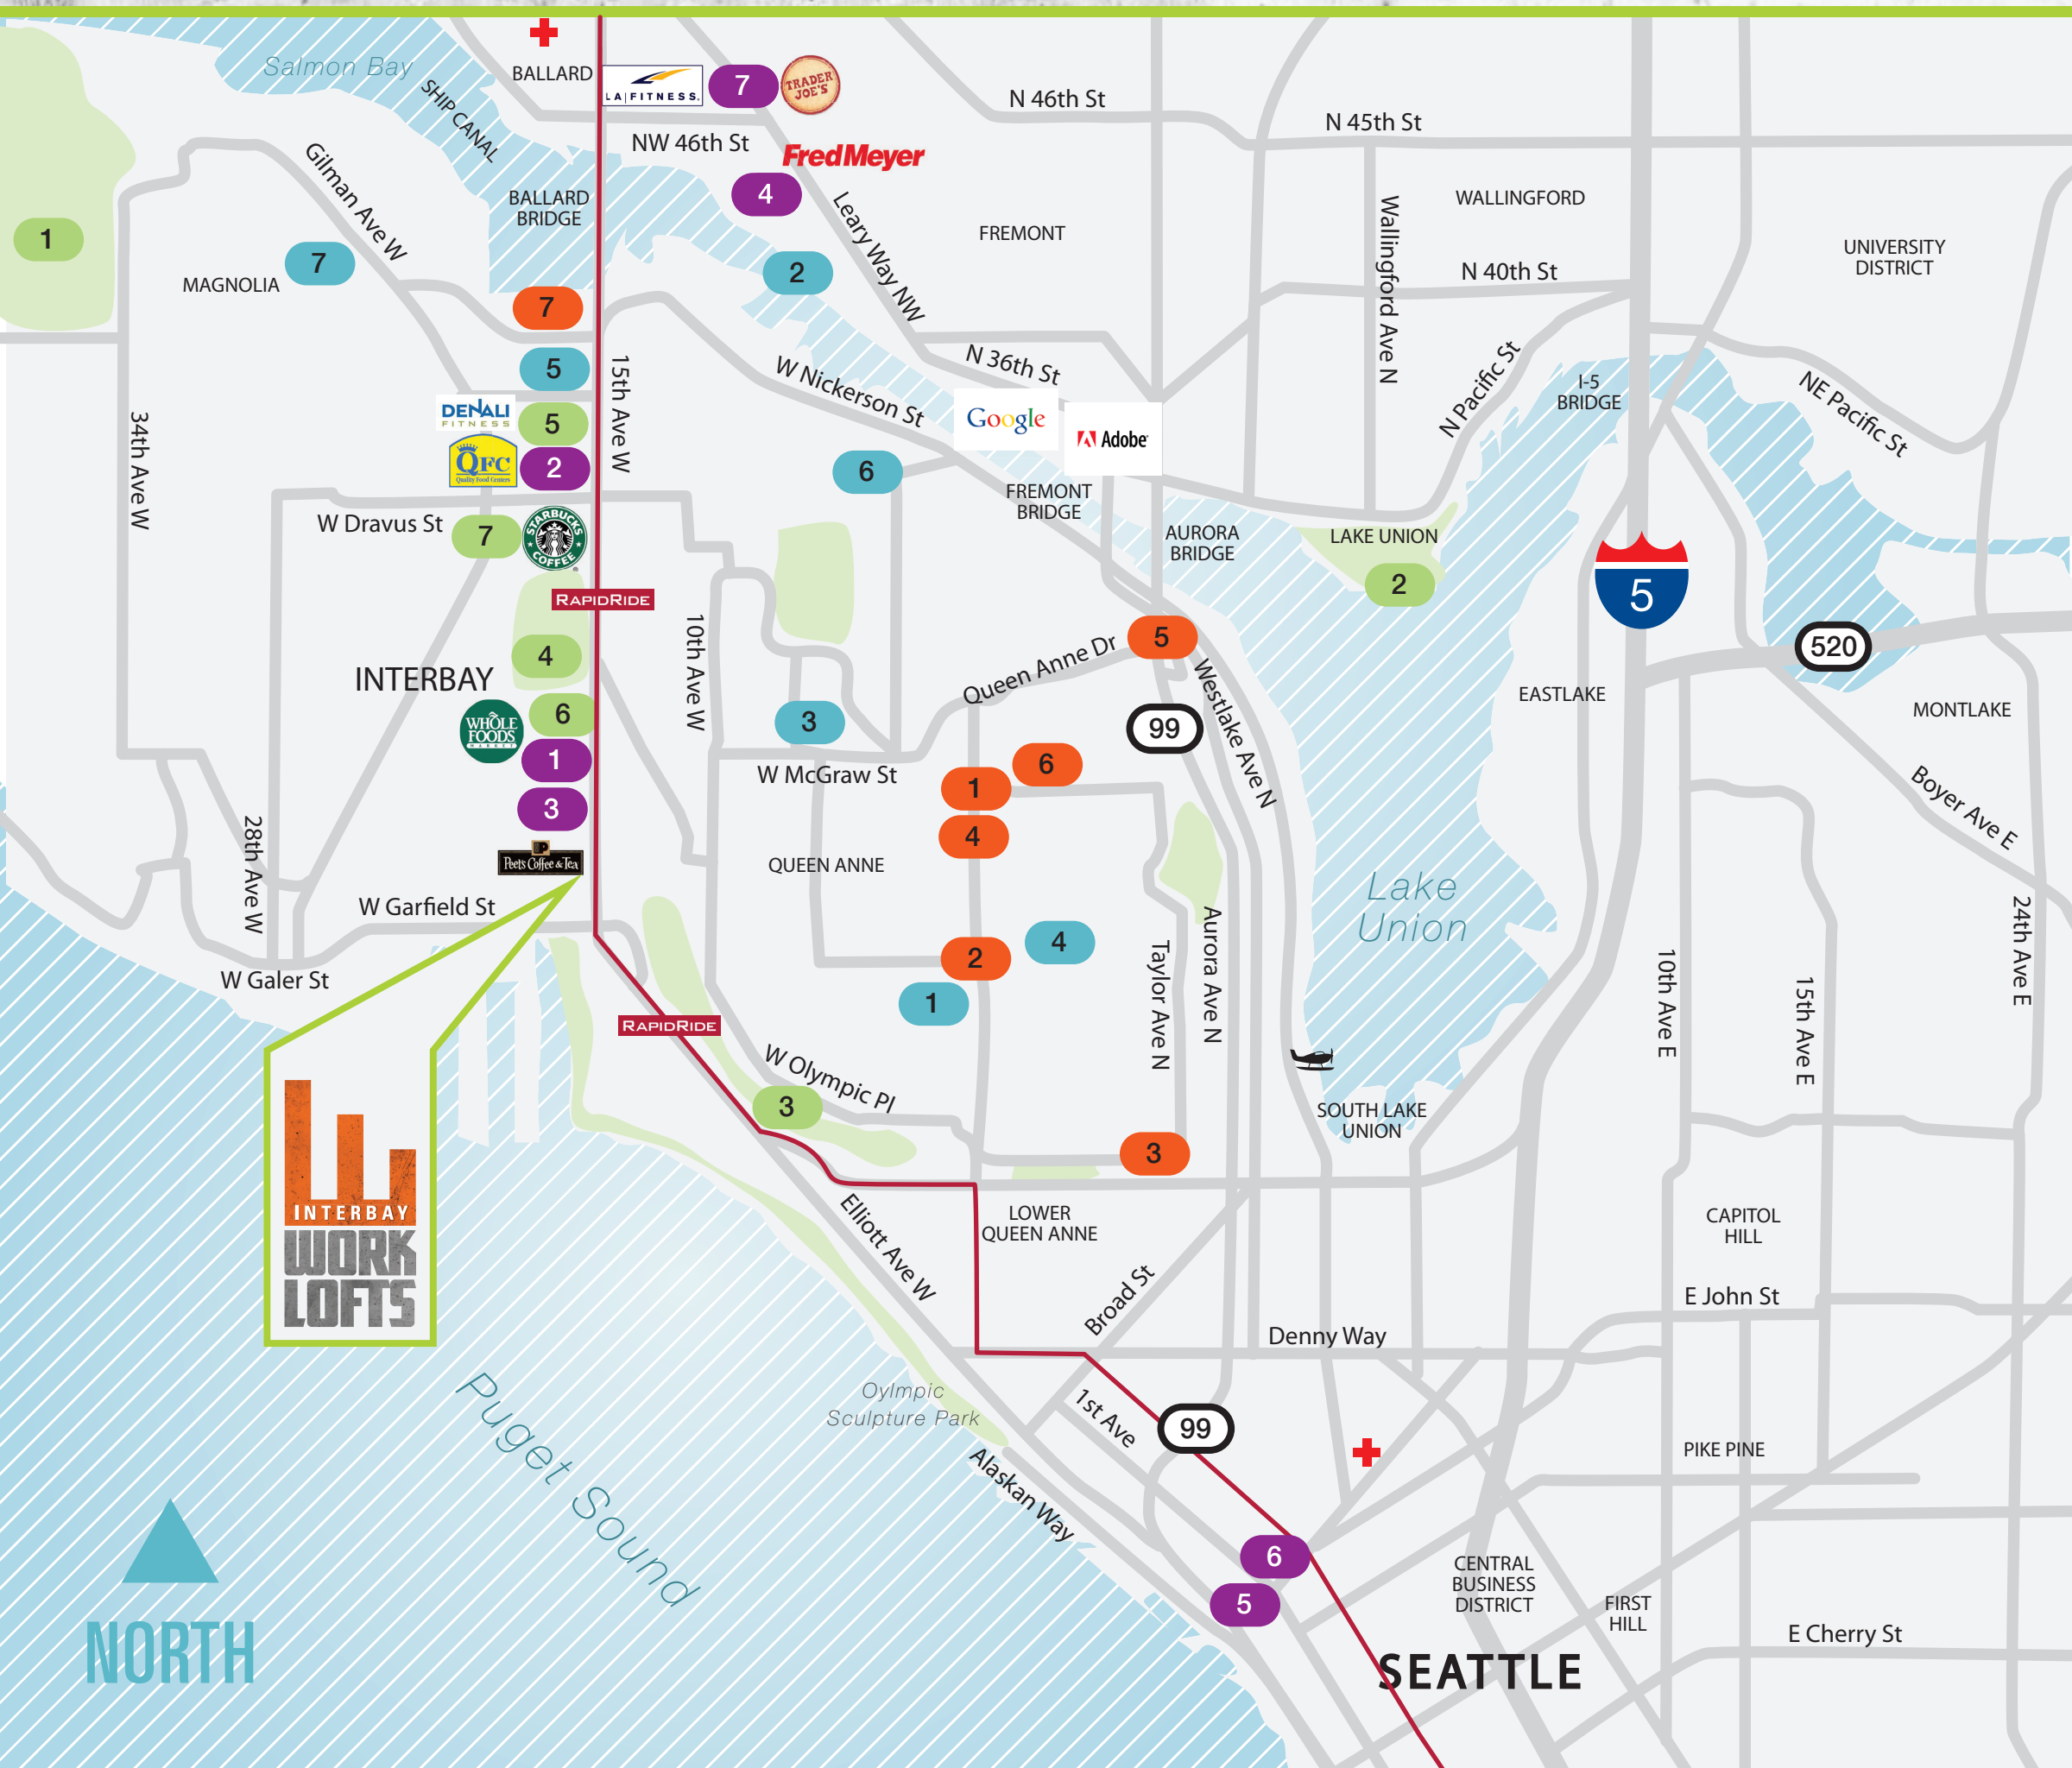 Salmon Bay
SHIP CANAL
BALLARD
LA FITNESS.
7
TRADER
JOE'S
N 46th St
N 45th St
NW 46th St
FredMeyer
4
Gilman Ave W
BALLARD
BRIDGE
Leary Way NW
FREMONT
Wallingford Ave N
WALLINGFORD
UNIVERSITY
DISTRICT
1
7
MAGNOLIA
2
N 40th St
7
5
15th Ave W
W Nickerson St
N 36th St
N Pacific St
I-5
BRIDGE
NE Pacific St
34th Ave W
DENALI
FITNESS
5
Google
Adobe
QFC
Quality Food Centers
2
6
FREMONT
BRIDGE
W Dravus St
7
STARBUCKS
COFFEE
AURORA
BRIDGE
LAKE UNION
2
5
RAPIDRIDE
10th Ave W
4
INTERBAY
Queen Anne Dr
5
Westlake Ave N
520
EASTLAKE
MONTLAKE
6
WHOLE
FOODS
MARKET
3
99
1
W McGraw St
6
1
3
4
Boyer Ave E
28th Ave W
Peet's Coffee & Tea
QUEEN ANNE
Lake
Union
W Garfield St
2
4
Taylor Ave N
Aurora Ave N
10th Ave E
15th Ave E
24th Ave E
W Galer St
1
RAPIDRIDE
W Olympic Pl
3
SOUTH LAKE
UNION
3
INTERBAY
WORK
LOFTS
Elliott Ave W
LOWER
QUEEN ANNE
CAPITOL
HILL
Broad St
E John St
Denny Way
Oylmpic
Sculpture Park
1st Ave
99
Puget Sound
Alaskan Way
PIKE PINE
6
5
CENTRAL
BUSINESS
DISTRICT
FIRST
HILL
NORTH
E Cherry St
SEATTLE